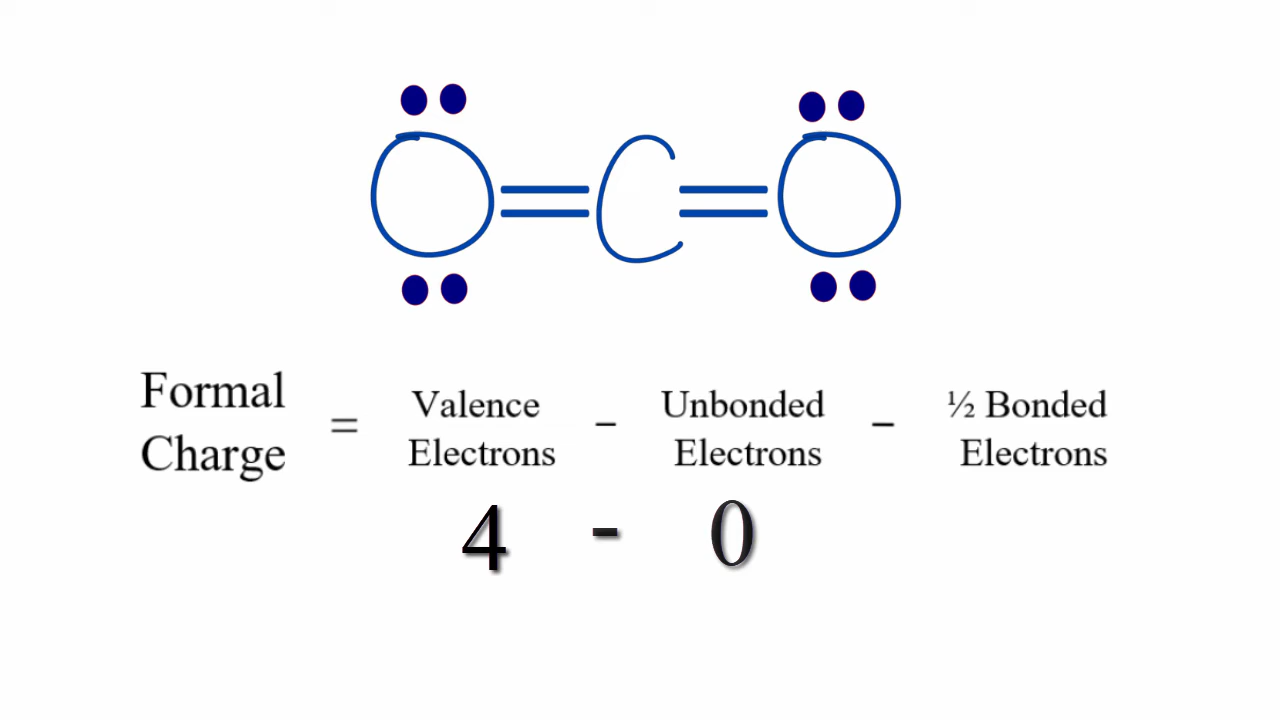 O=C=O
Formal Charge = Valence Electrons − Unbonded Electrons − ½ Bonded Electrons
4 - 0